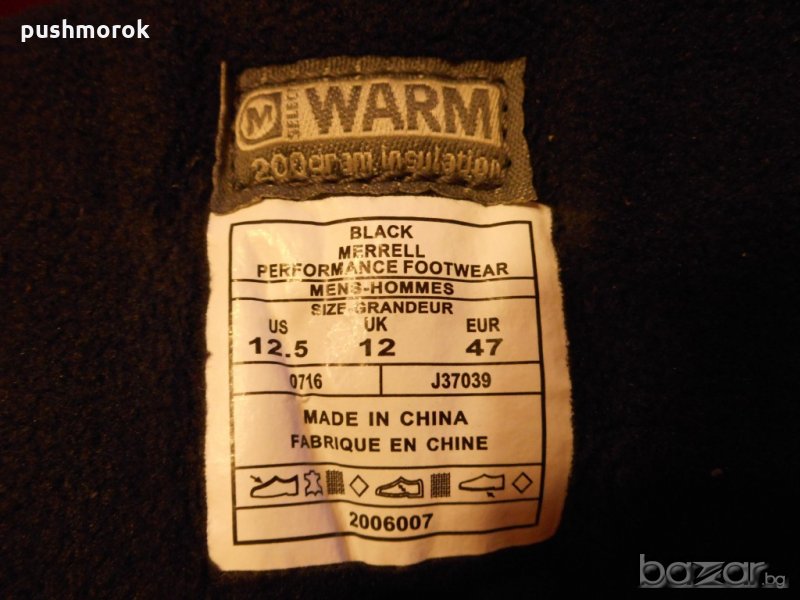 pushmorok
M SELECT WARM
200gram insulation
BLACK
MERRELL
PERFORMANCE FOOTWEAR
MENS-HOMMES
SIZE-GRANDEUR
US UK EUR
12.5 12 47
0716 J37039
MADE IN CHINA
FABRIQUE EN CHINE
2006007
bazar.bg